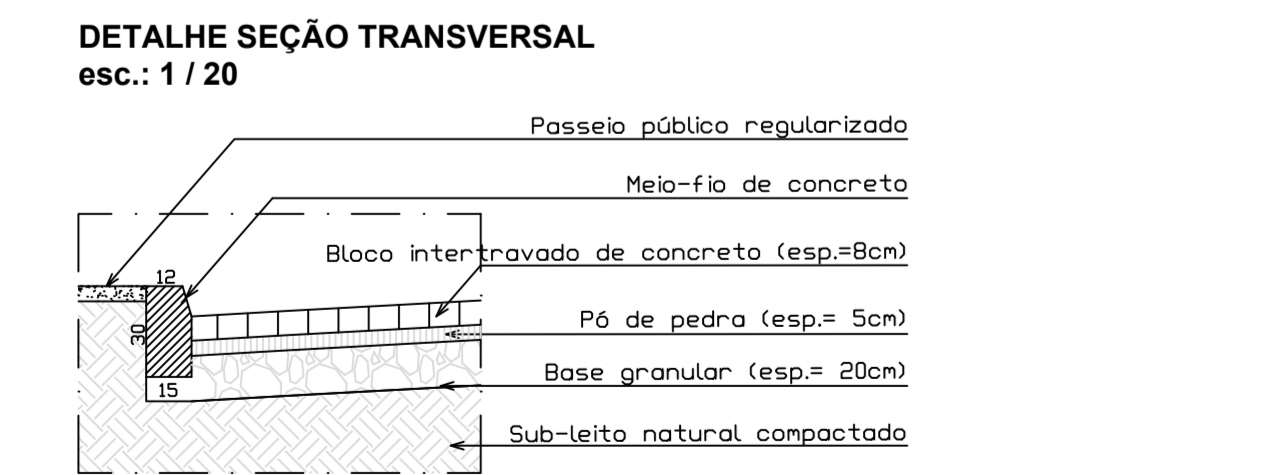 DETALHE SEÇÃO TRANSVERSAL
esc.: 1 / 20
Passeio público regularizado
Meio-fio de concreto
Bloco intertravado de concreto (esp.=8cm)
12
30
Pó de pedra (esp.= 5cm)
Base granular (esp.= 20cm)
15
Sub-leito natural compactado